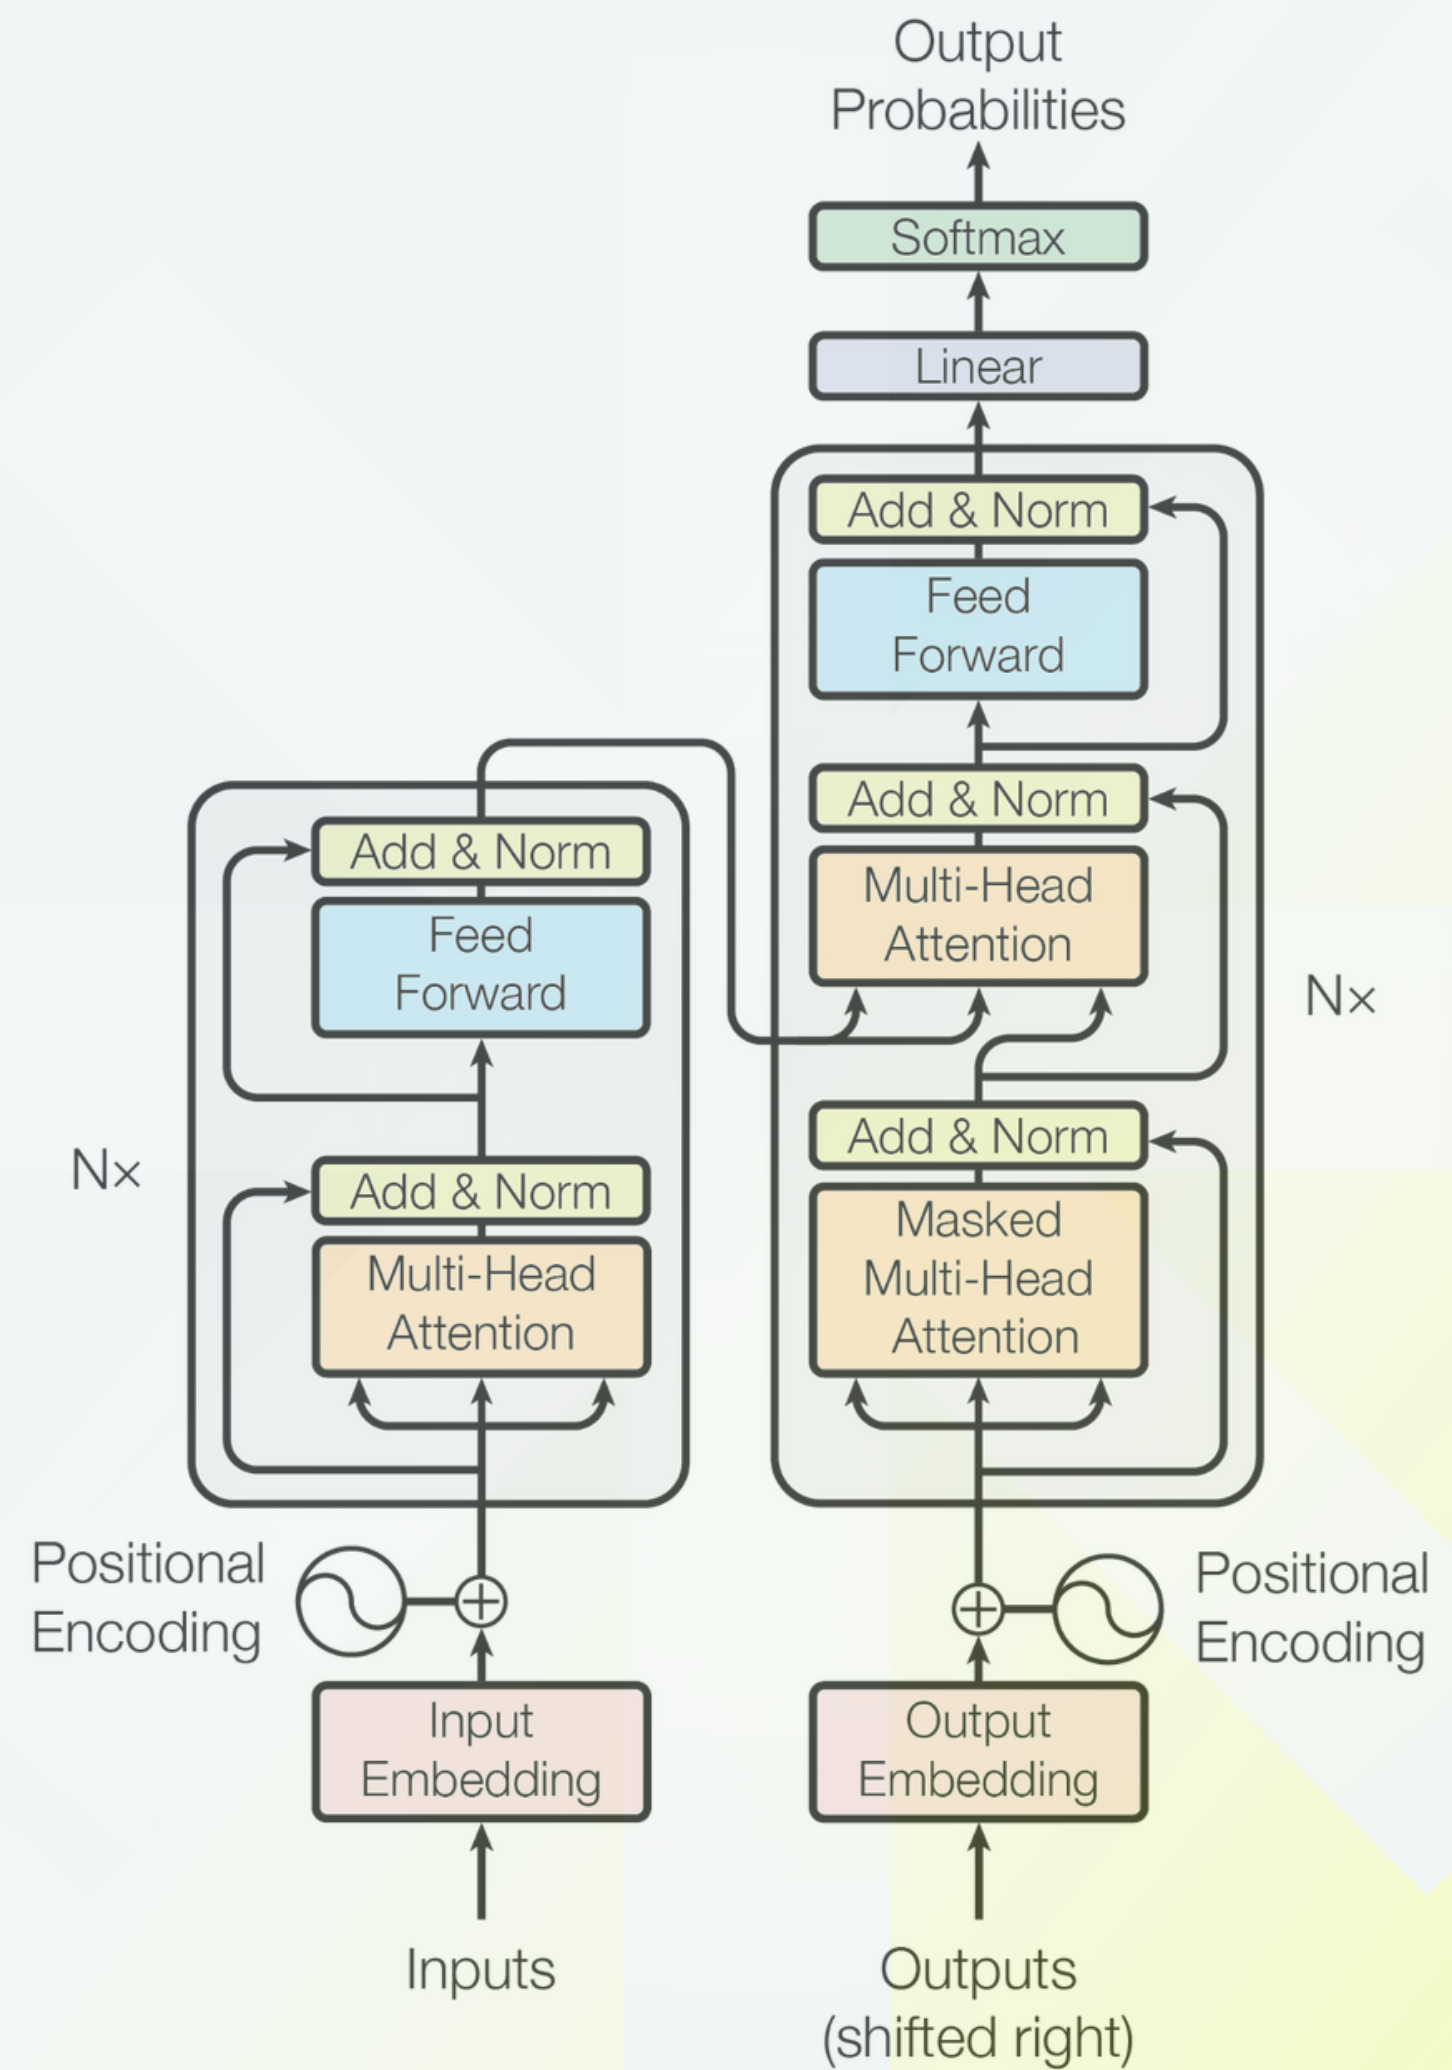 Output
Probabilities
Softmax
Linear
Add & Norm
Feed
Forward
Add & Norm
Multi-Head
Attention
Nx
Add & Norm
Masked
Multi-Head
Attention
Positional
Encoding
Output
Embedding
Outputs
(shifted right)
Add & Norm
Feed
Forward
Nx
Add & Norm
Multi-Head
Attention
Positional
Encoding
Input
Embedding
Inputs